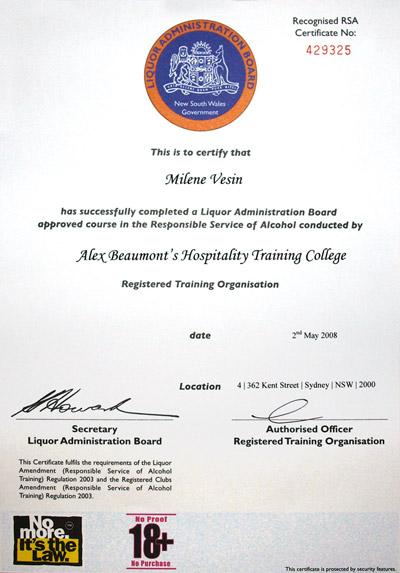 Recognised RSA
Certificate No:
429325
LIQUOR ADMINISTRATION BOARD
New South Wales
Government
This is to certify that
Milene Vesin
has successfully completed a Liquor Administration Board
approved course in the Responsible Service of Alcohol conducted by
Alex Beaumont's Hospitality Training College
Registered Training Organisation
date 2nd May 2008
Location 4 | 362 Kent Street | Sydney | NSW | 2000
Secretary
Liquor Administration Board
Authorised Officer
Registered Training Organisation
This Certificate fulfils the requirements of the Liquor
Amendment (Responsible Service of Alcohol
Training) Regulation 2003 and the Registered Clubs
Amendment (Responsible Service of Alcohol
Training) Regulation 2003.
No
more.
It's the
Law.
No Proof
18+
No Purchase
This certificate is protected by security features.